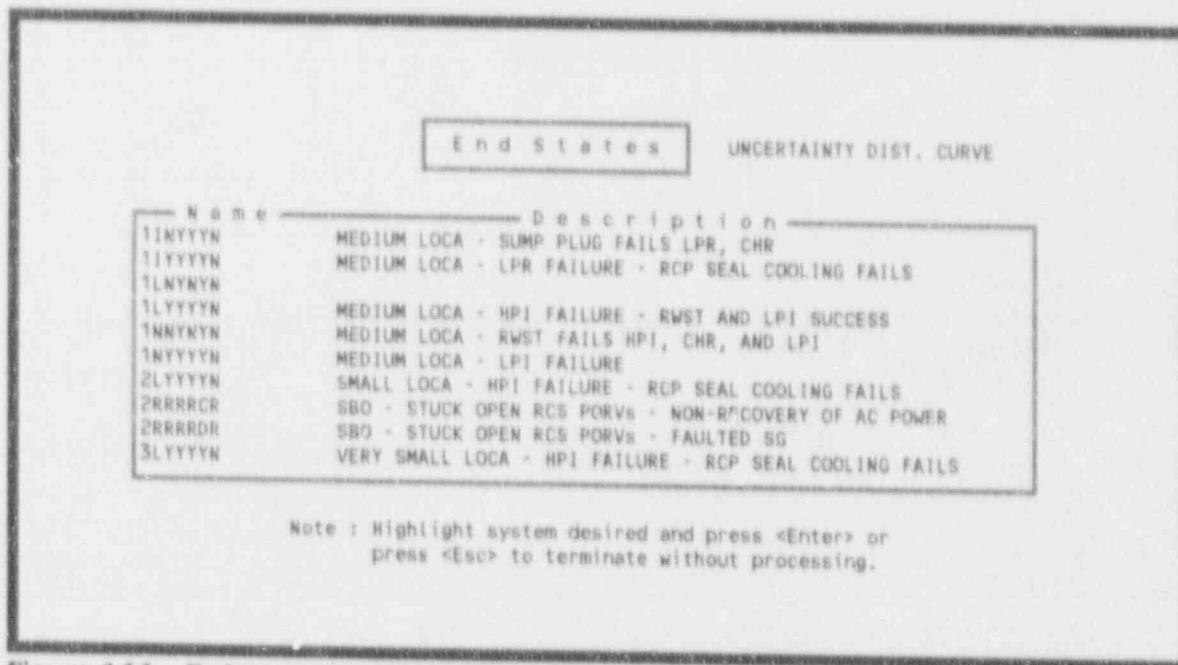 End States UNCERTAINTY DIST. CURVE
Name Description
1INYYYN MEDIUM LOCA - SUMP PLUG FAILS LPR, CHR
1IYYYYN MEDIUM LOCA - LPR FAILURE - RCP SEAL COOLING FAILS
1LNYNYN
1LYYYYN MEDIUM LOCA - HPI FAILURE - RWST AND LPI SUCCESS
1NNYNYN MEDIUM LOCA - RWST FAILS HPI, CHR, AND LPI
1NYYYYN MEDIUM LOCA - LPI FAILURE
2LYYYYN SMALL LOCA - HPI FAILURE - RCP SEAL COOLING FAILS
2RRRRCR SBO - STUCK OPEN RCS PORVs - NON-RECOVERY OF AC POWER
2RRRRDR SBO - STUCK OPEN RCS PORVs - FAULTED SG
3LYYYYN VERY SMALL LOCA - HPI FAILURE - RCP SEAL COOLING FAILS
Note : Highlight system desired and press <Enter> or
press <Esc> to terminate without processing.